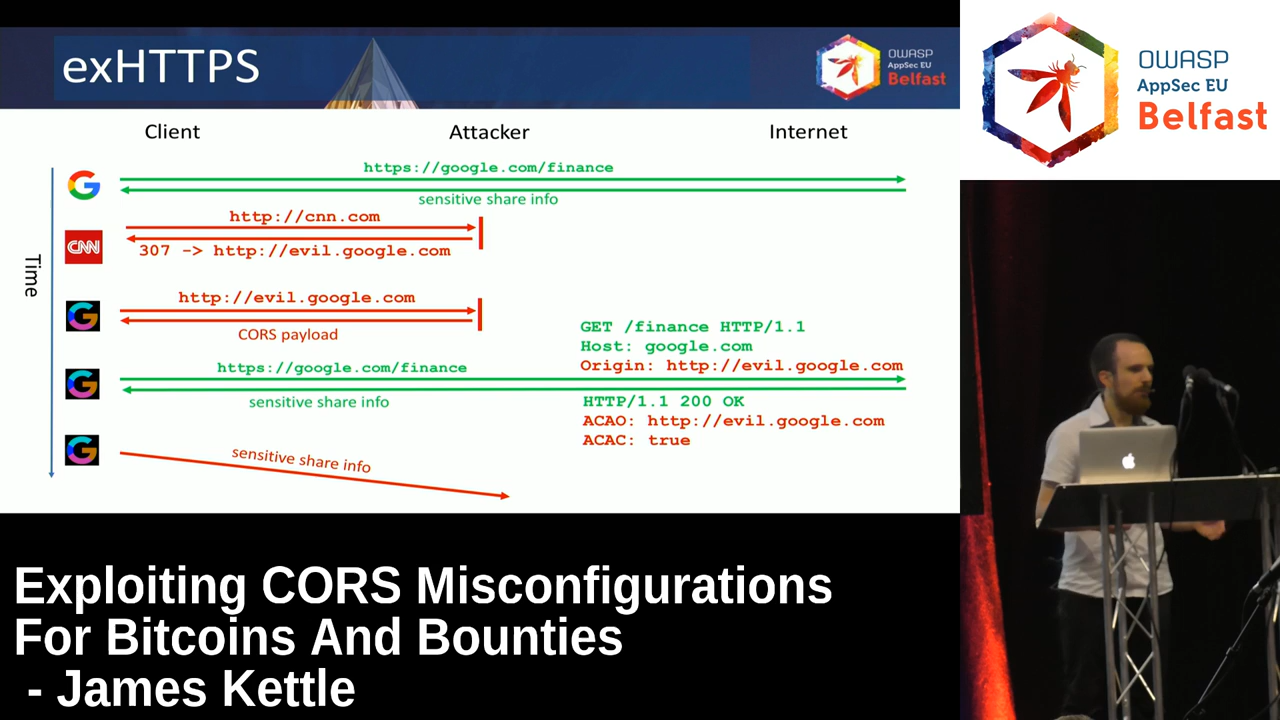 exHTTPS
OWASP
AppSec EU
Belfast
OWASP
AppSec EU
Belfast
Client
Attacker
Internet
Time
https://google.com/finance
sensitive share info
http://cnn.com
CNN
307 -> http://evil.google.com
http://evil.google.com
CORS payload
GET /finance HTTP/1.1
Host: google.com
Origin: http://evil.google.com
https://google.com/finance
sensitive share info
HTTP/1.1 200 OK
ACAO: http://evil.google.com
ACAC: true
sensitive share info
Exploiting CORS Misconfigurations
For Bitcoins And Bounties
- James Kettle